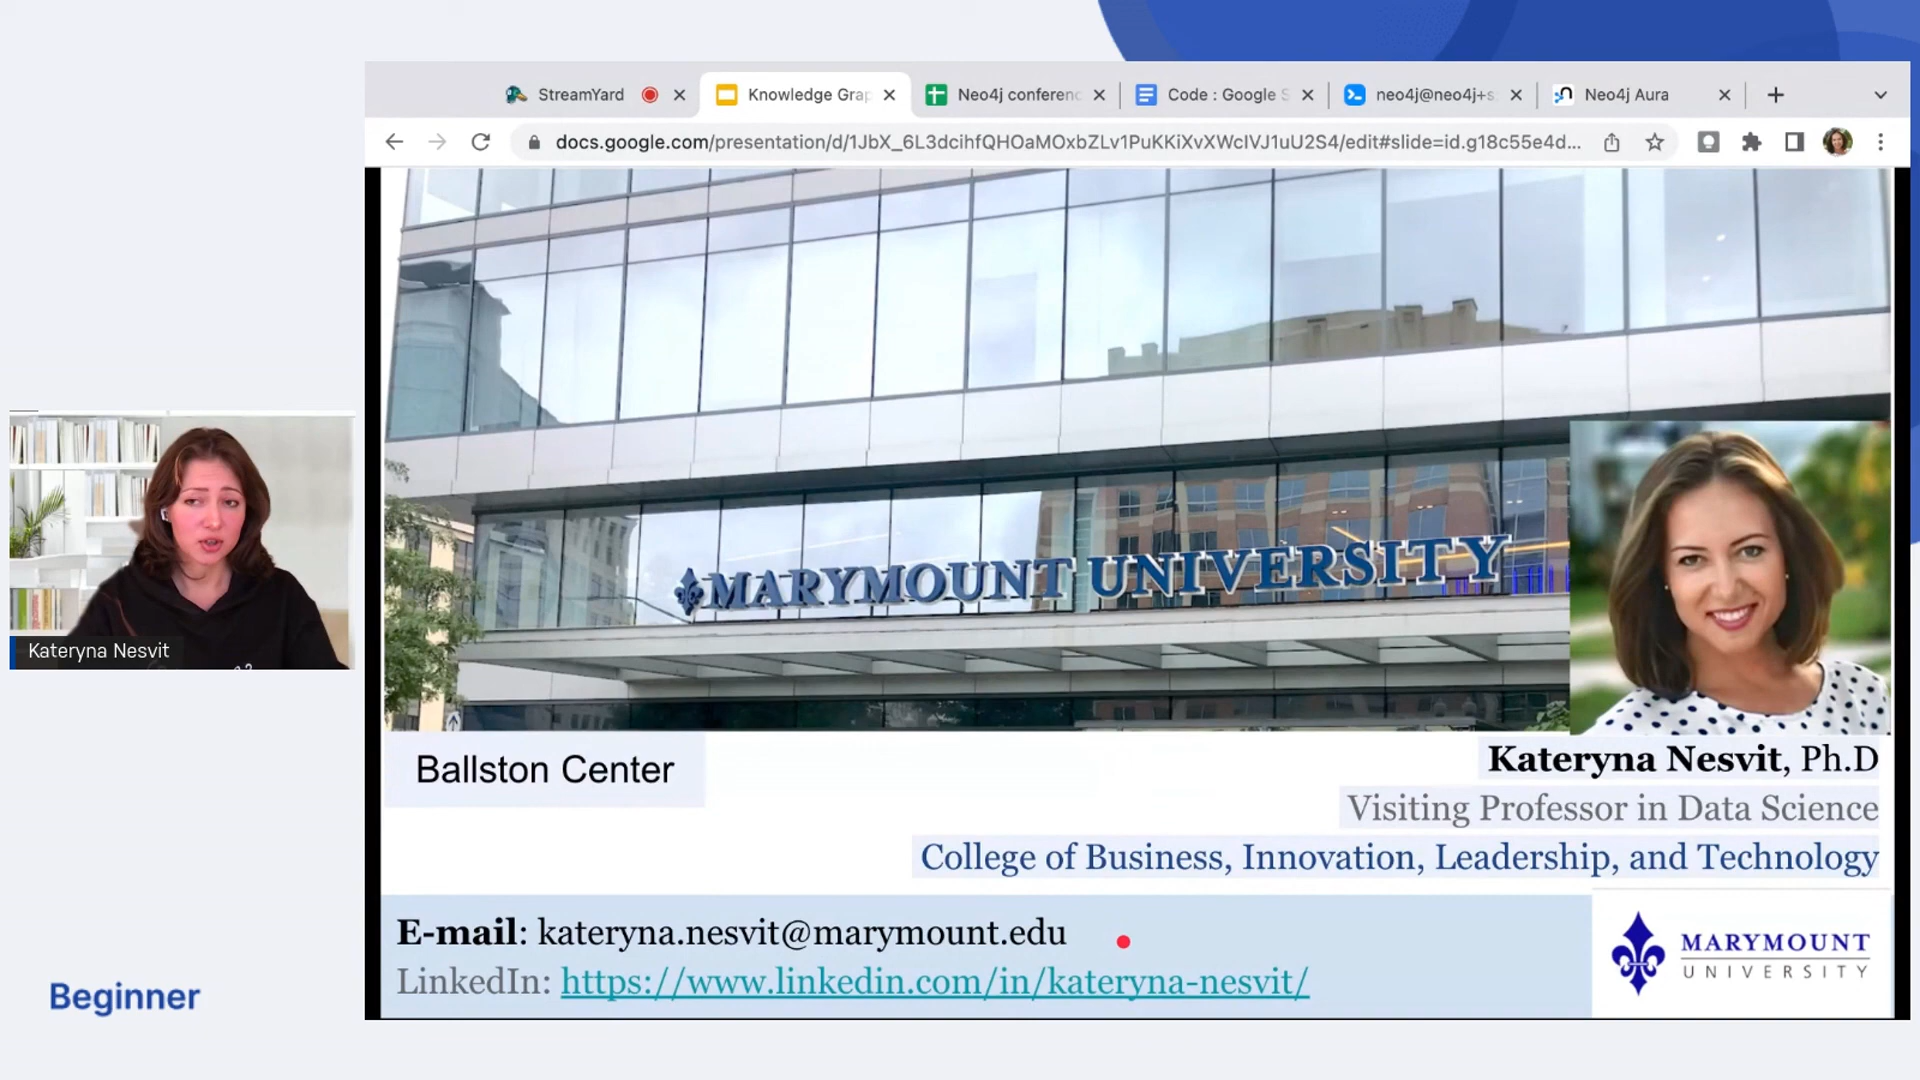 StreamYard
Knowledge Grap
Neo4j conferenc
Code : Google S
neo4j@neo4j+s:
Neo4j Aura
docs.google.com/presentation/d/1JbX_6L3dcihfQHOaMOxbZLv1PuKKiXvXWcIVJ1uU2S4/edit#slide=id.g18c55e4d...
MARYMOUNT UNIVERSITY
Kateryna Nesvit
Ballston Center
Kateryna Nesvit, Ph.D
Visiting Professor in Data Science
College of Business, Innovation, Leadership, and Technology
E-mail: kateryna.nesvit@marymount.edu
LinkedIn: https://www.linkedin.com/in/kateryna-nesvit/
MARYMOUNT
UNIVERSITY
Beginner